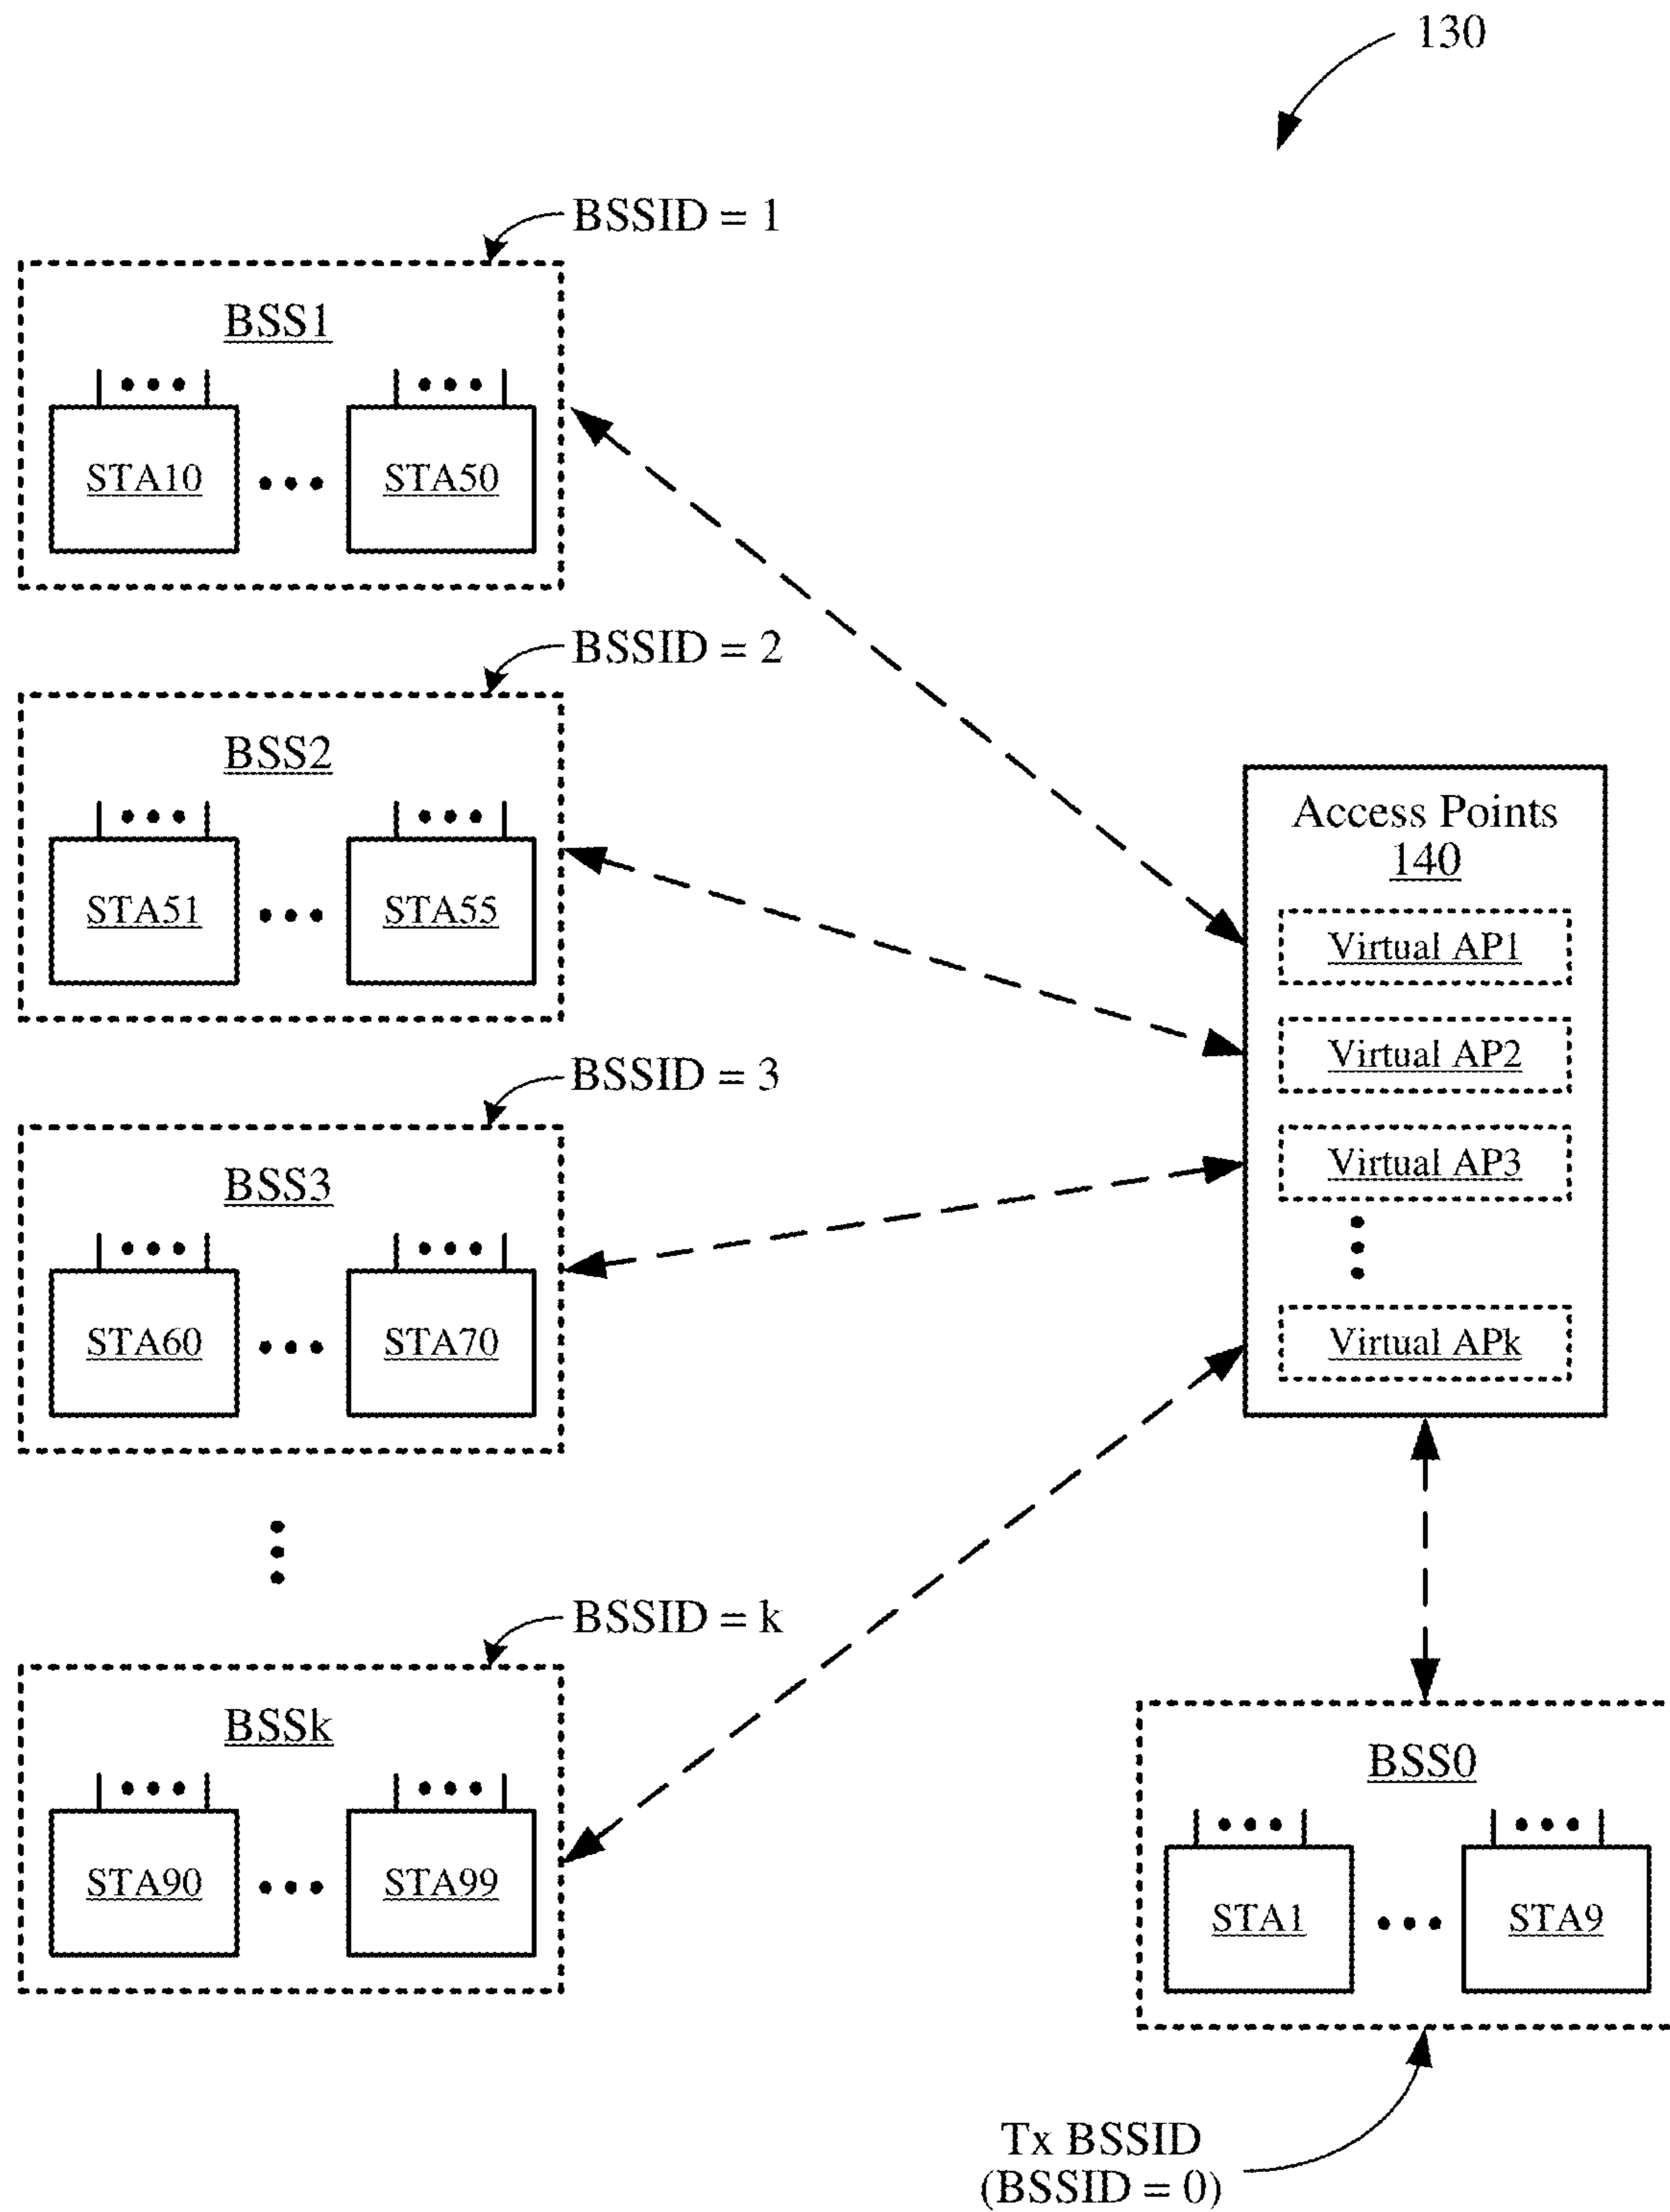 130
BSSID = 1
BSS1
STA10
STA50
BSSID = 2
BSS2
STA51
STA55
BSSID = 3
BSS3
STA60
STA70
BSSID = k
BSSk
STA90
STA99
Access Points
140
Virtual AP1
Virtual AP2
Virtual AP3
Virtual APk
BSS0
STA1
STA9
Tx BSSID
(BSSID = 0)